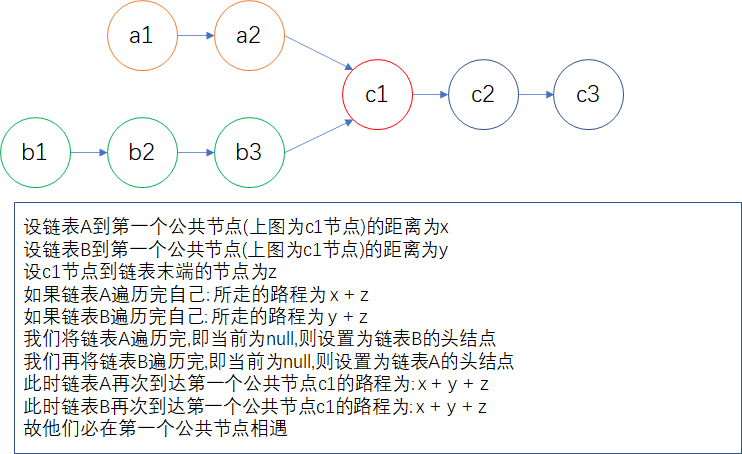 a1 a2
c1 c2 c3
b1 b2 b3
设链表A到第一个公共节点(上图为c1节点)的距离为x
设链表B到第一个公共节点(上图为c1节点)的距离为y
设c1节点到链表末端的节点为z
如果链表A遍历完自己: 所走的路程为 x + z
如果链表B遍历完自己: 所走的路程为 y + z
我们将链表A遍历完,即当前为null,则设置为链表B的头结点
我们再将链表B遍历完,即当前为null,则设置为链表A的头结点
此时链表A再次到达第一个公共节点c1的路程为: x + y + z
此时链表B再次到达第一个公共节点c1的路程为: x + y + z
故他们必在第一个公共节点相遇